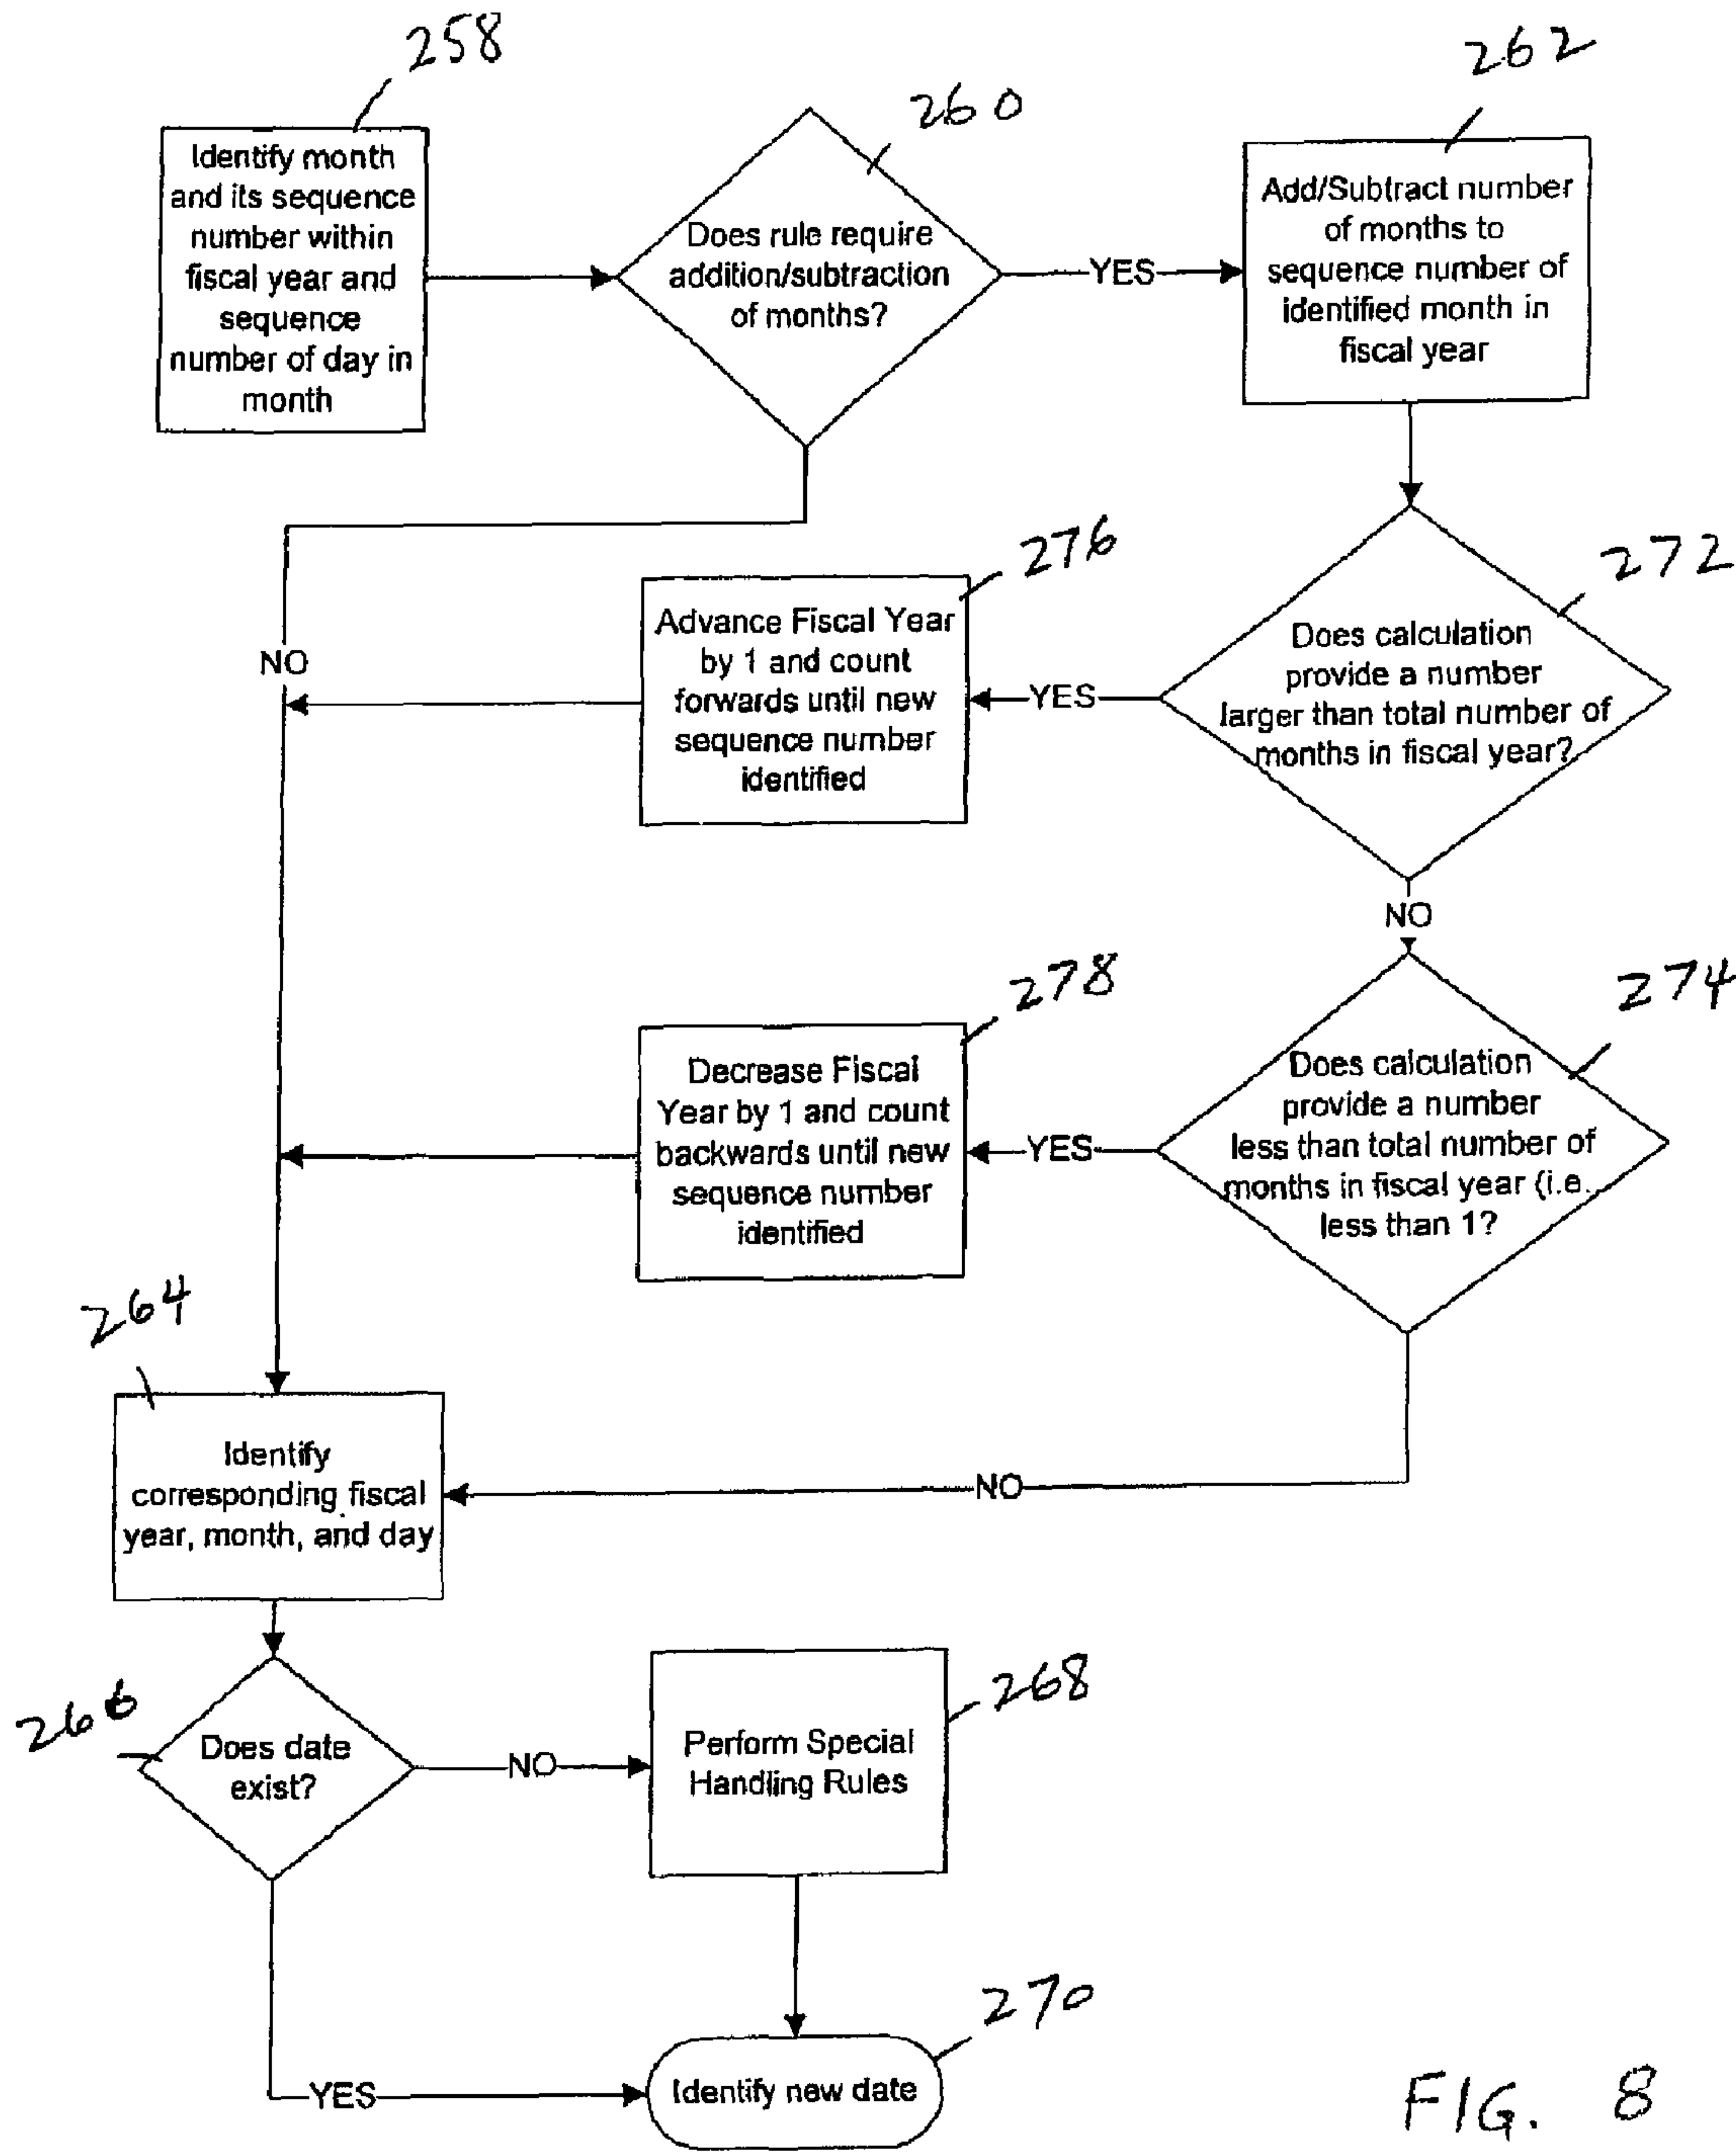 258
Identify month
and its sequence
number within
fiscal year and
sequence
number of day in
month
260
Does rule require
addition/subtraction
of months?
YES
262
Add/Subtract number
of months to
sequence number of
identified month in
fiscal year
NO
276
Advance Fiscal Year
by 1 and count
forwards until new
sequence number
identified
YES
272
Does calculation
provide a number
larger than total number of
months in fiscal year?
NO
278
Decrease Fiscal
Year by 1 and count
backwards until new
sequence number
identified
YES
274
Does calculation
provide a number
less than total number of
months in fiscal year (i.e.
less than 1?
264
Identify
corresponding fiscal
year, month, and day
NO
266
Does date
exist?
NO
268
Perform Special
Handling Rules
YES
270
Identify new date
FIG. 8